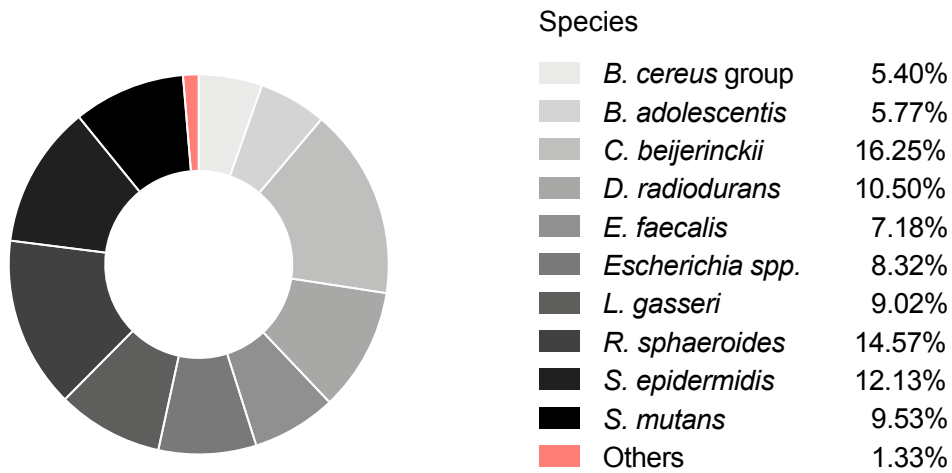 Species
B. cereus group 5.40%
B. adolescentis 5.77%
C. beijerinckii 16.25%
D. radiodurans 10.50%
E. faecalis 7.18%
Escherichia spp. 8.32%
L. gasseri 9.02%
R. sphaeroides 14.57%
S. epidermidis 12.13%
S. mutans 9.53%
Others 1.33%